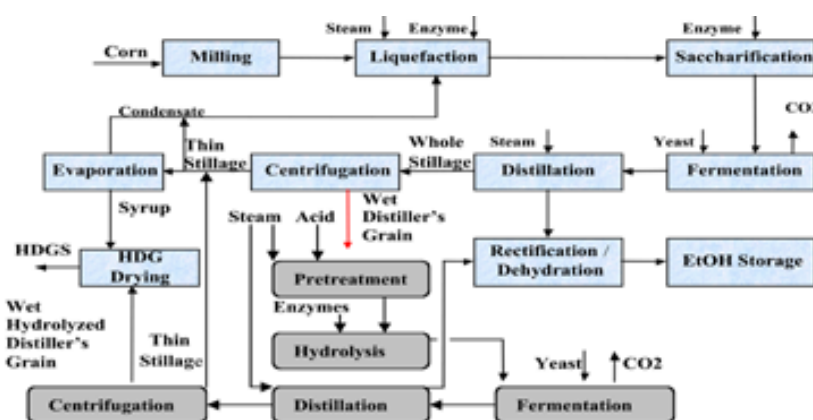 Steam
Enzyme
Enzyme
Corn
Milling
Liquefaction
Saccharification
Condensate
CO2
Thin
Stillage
Whole
Stillage
Steam
Yeast
Evaporation
Centrifugation
Distillation
Fermentation
Syrup
Wet
Distiller's
Grain
Steam
Acid
HDGS
HDG
Drying
Rectification /
Dehydration
EtOH Storage
Pretreatment
Wet
Hydrolyzed
Distiller's
Grain
Thin
Stillage
Enzymes
Hydrolysis
Yeast
CO2
Centrifugation
Distillation
Fermentation